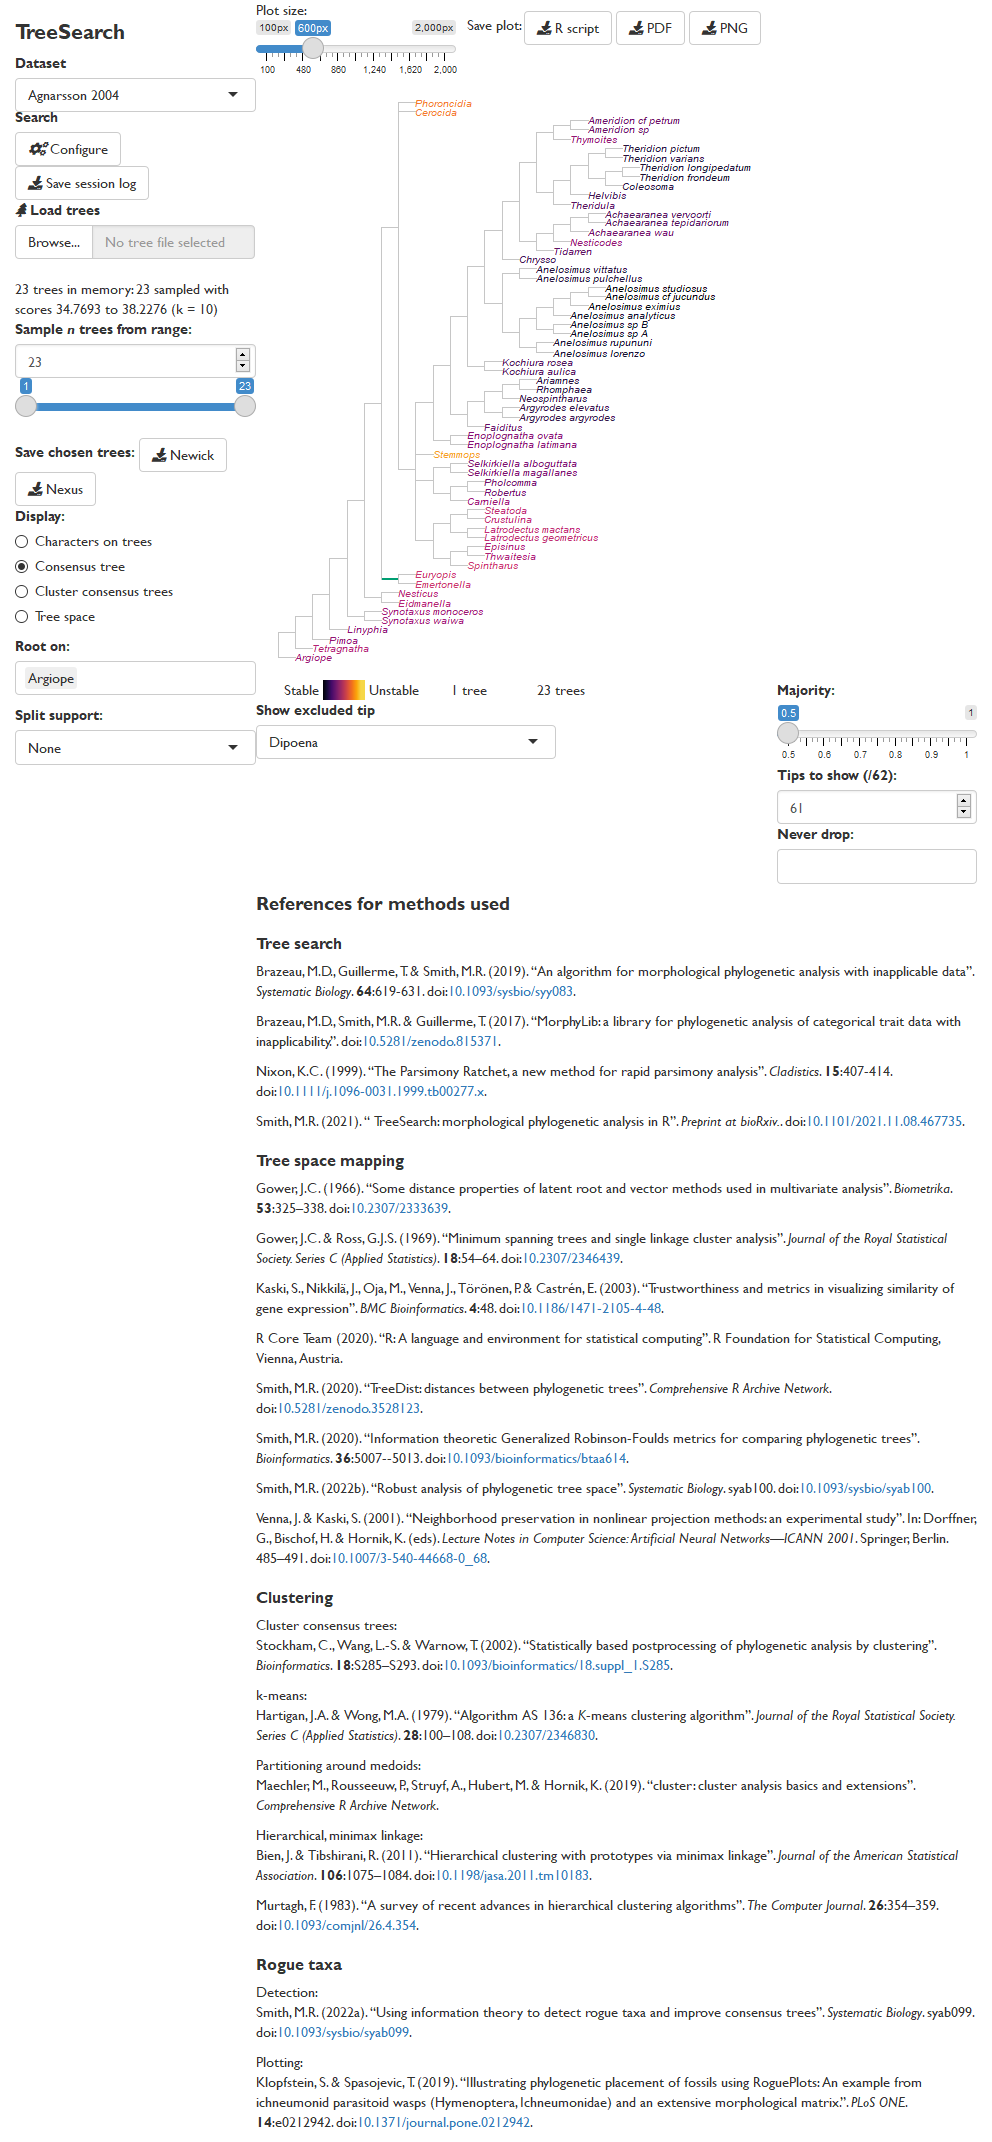 TreeSearch
Dataset
Agnarsson 2004
Search
Configure
Save session log
Load trees
Browse... No tree file selected
23 trees in memory: 23 sampled with
scores 34.7693 to 38.2276 (k = 10)
Sample n trees from range:
23
1 23
Save chosen trees: Newick
Nexus
Display:
Characters on trees
Consensus tree
Cluster consensus trees
Tree space
Root on:
Argiope
Split support:
None
Plot size:
100px 600px 2,000px
100 480 860 1,240 1,620 2,000
Save plot: R script PDF PNG
Phoroncidia
Cerocida
Ameridion cf petrum
Ameridion sp
Thymoites
Theridion pictum
Theridion varians
Theridion longipedatum
Theridion frondeum
Coleosoma
Helvibis
Theridula
Achaearanea vervoorti
Achaearanea tepidariorum
Achaearanea wau
Nesticodes
Tidarren
Chrysso
Anelosimus vittatus
Anelosimus pulchellus
Anelosimus studiosus
Anelosimus cf jucundus
Anelosimus eximius
Anelosimus analyticus
Anelosimus sp B
Anelosimus sp A
Anelosimus rupununi
Anelosimus lorenzo
Kochiura rosea
Kochiura aulica
Ariamnes
Rhomphaea
Neospintharus
Argyrodes elevatus
Argyrodes argyrodes
Faiditus
Enoplognatha ovata
Enoplognatha latimana
Stemmops
Selkirkiella alboguttata
Selkirkiella magallanes
Pholcomma
Robertus
Carniella
Steatoda
Crustulina
Latrodectus mactans
Latrodectus geometricus
Episinus
Thwaitesia
Spintharus
Euryopis
Emertonella
Nesticus
Eidmanella
Synotaxus monoceros
Synotaxus waiwa
Linyphia
Pimoa
Tetragnatha
Argiope
Stable Unstable 1 tree 23 trees
Show excluded tip
Dipoena
Majority:
0.5 1
0.5 0.6 0.7 0.8 0.9 1
Tips to show (/62):
61
Never drop:
References for methods used
Tree search
Brazeau, M.D., Guillerme, T. & Smith, M.R. (2019). “An algorithm for morphological phylogenetic analysis with inapplicable data”.
Systematic Biology. 64:619-631. doi:10.1093/sysbio/syy083.
Brazeau, M.D., Smith, M.R. & Guillerme, T. (2017). “MorphyLib: a library for phylogenetic analysis of categorical trait data with
inapplicability.”. doi:10.5281/zenodo.815371.
Nixon, K.C. (1999). “The Parsimony Ratchet, a new method for rapid parsimony analysis”. Cladistics. 15:407-414.
doi:10.1111/j.1096-0031.1999.tb00277.x.
Smith, M.R. (2021). “ TreeSearch: morphological phylogenetic analysis in R”. Preprint at bioRxiv.. doi:10.1101/2021.11.08.467735.
Tree space mapping
Gower, J.C. (1966). “Some distance properties of latent root and vector methods used in multivariate analysis”. Biometrika.
53:325–338. doi:10.2307/2333639.
Gower, J.C. & Ross, G.J.S. (1969). “Minimum spanning trees and single linkage cluster analysis”. Journal of the Royal Statistical
Society. Series C (Applied Statistics). 18:54–64. doi:10.2307/2346439.
Kaski, S., Nikkilä, J., Oja, M., Venna, J., Törönen, P. & Castrén, E. (2003). “Trustworthiness and metrics in visualizing similarity of
gene expression”. BMC Bioinformatics. 4:48. doi:10.1186/1471-2105-4-48.
R Core Team (2020). “R: A language and environment for statistical computing”. R Foundation for Statistical Computing,
Vienna, Austria.
Smith, M.R. (2020). “TreeDist: distances between phylogenetic trees”. Comprehensive R Archive Network.
doi:10.5281/zenodo.3528123.
Smith, M.R. (2020). “Information theoretic Generalized Robinson-Foulds metrics for comparing phylogenetic trees”.
Bioinformatics. 36:5007--5013. doi:10.1093/bioinformatics/btaa614.
Smith, M.R. (2022b). “Robust analysis of phylogenetic tree space”. Systematic Biology. syab100. doi:10.1093/sysbio/syab100.
Venna, J. & Kaski, S. (2001). “Neighborhood preservation in nonlinear projection methods: an experimental study”. In: Dorffner,
G., Bischof, H. & Hornik, K. (eds). Lecture Notes in Computer Science: Artificial Neural Networks—ICANN 2001. Springer, Berlin.
485–491. doi:10.1007/3-540-44668-0_68.
Clustering
Cluster consensus trees:
Stockham, C., Wang, L.-S. & Warnow, T. (2002). “Statistically based postprocessing of phylogenetic analysis by clustering”.
Bioinformatics. 18:S285–S293. doi:10.1093/bioinformatics/18.suppl_1.S285.
k-means:
Hartigan, J.A. & Wong, M.A. (1979). “Algorithm AS 136: a K-means clustering algorithm”. Journal of the Royal Statistical Society.
Series C (Applied Statistics). 28:100–108. doi:10.2307/2346830.
Partitioning around medoids:
Maechler, M., Rousseeuw, P., Struyf, A., Hubert, M. & Hornik, K. (2019). “cluster: cluster analysis basics and extensions”.
Comprehensive R Archive Network.
Hierarchical, minimax linkage:
Bien, J. & Tibshirani, R. (2011). “Hierarchical clustering with prototypes via minimax linkage”. Journal of the American Statistical
Association. 106:1075–1084. doi:10.1198/jasa.2011.tm10183.
Murtagh, F. (1983). “A survey of recent advances in hierarchical clustering algorithms”. The Computer Journal. 26:354–359.
doi:10.1093/comjnl/26.4.354.
Rogue taxa
Detection:
Smith, M.R. (2022a). “Using information theory to detect rogue taxa and improve consensus trees”. Systematic Biology. syab099.
doi:10.1093/sysbio/syab099.
Plotting:
Klopfstein, S. & Spasojevic, T. (2019). “Illustrating phylogenetic placement of fossils using RoguePlots: An example from
ichneumonid parasitoid wasps (Hymenoptera, Ichneumonidae) and an extensive morphological matrix.”. PLoS ONE.
14:e0212942. doi:10.1371/journal.pone.0212942.